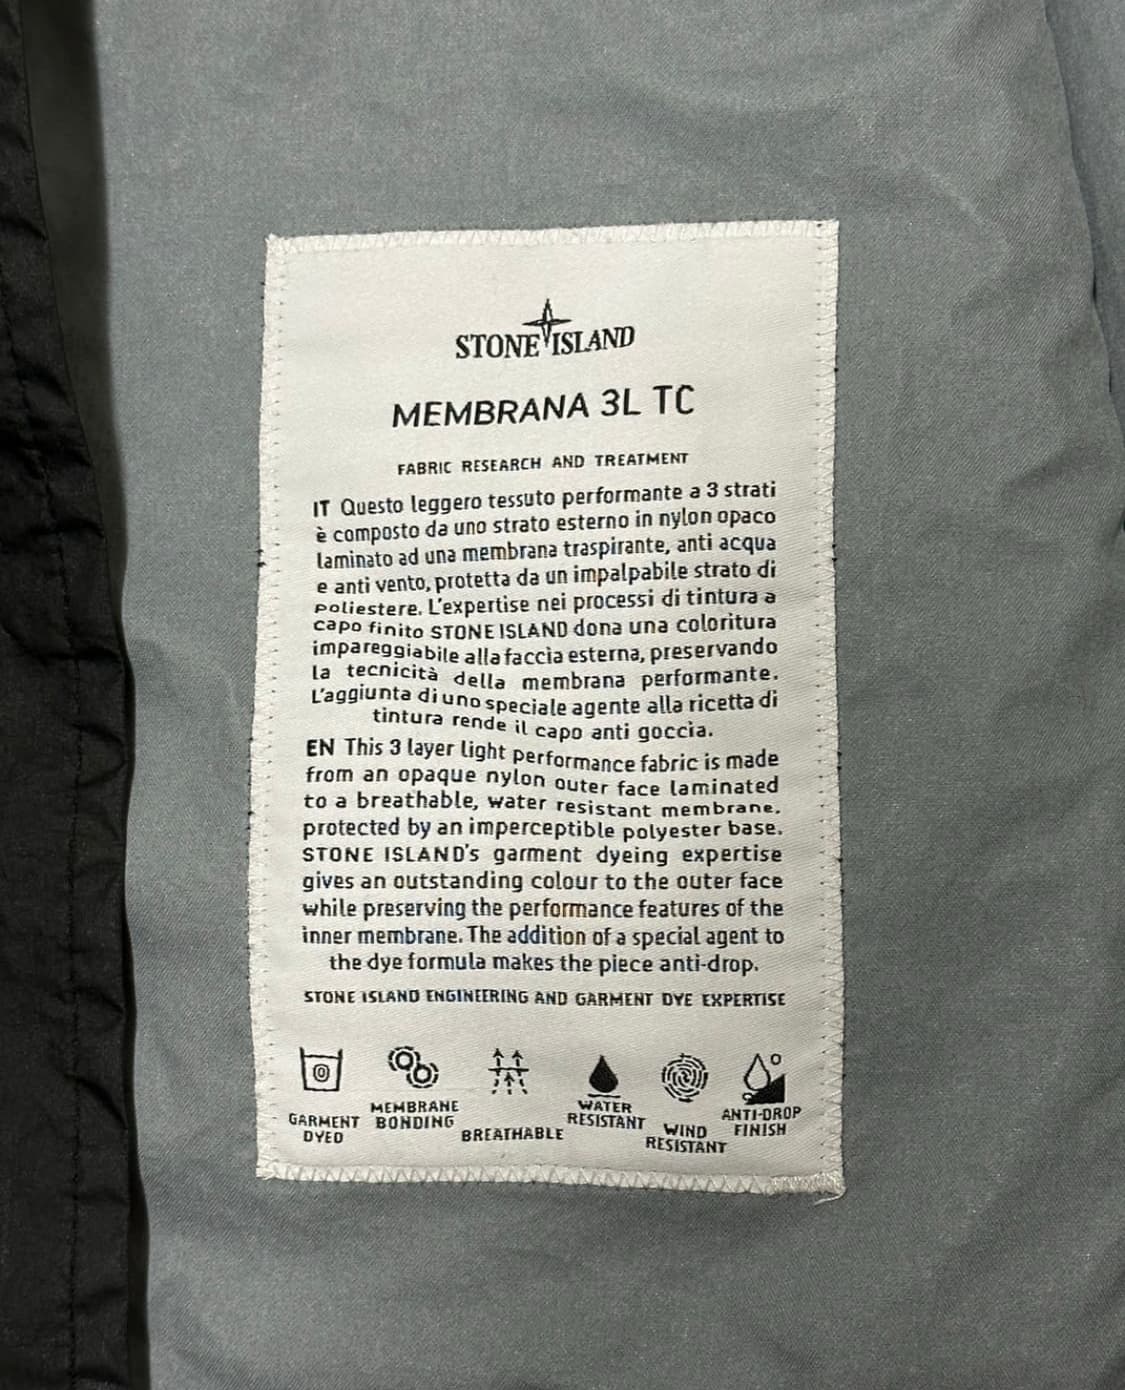 STONE ISLAND
MEMBRANA 3L TC
FABRIC RESEARCH AND TREATMENT
IT Questo leggero tessuto performante a 3 strati
è composto da uno strato esterno in nylon opaco
laminato ad una membrana traspirante, anti acqua
e anti vento, protetta da un impalpabile strato di
poliestere. L'expertise nei processi di tintura a
capo finito STONE ISLAND dona una coloritura
impareggiabile alla faccia esterna, preservando
la tecnicità della membrana performante.
L'aggiunta di uno speciale agente alla ricetta di
tintura rende il capo anti goccia.
EN This 3 layer light performance fabric is made
from an opaque nylon outer face laminated
to a breathable, water resistant membrane,
protected by an imperceptible polyester base.
STONE ISLAND's garment dyeing expertise
gives an outstanding colour to the outer face
while preserving the performance features of the
inner membrane. The addition of a special agent to
the dye formula makes the piece anti-drop.
STONE ISLAND ENGINEERING AND GARMENT DYE EXPERTISE
GARMENT
DYED
MEMBRANE
BONDING
BREATHABLE
WATER
RESISTANT
WIND
RESISTANT
ANTI-DROP
FINISH